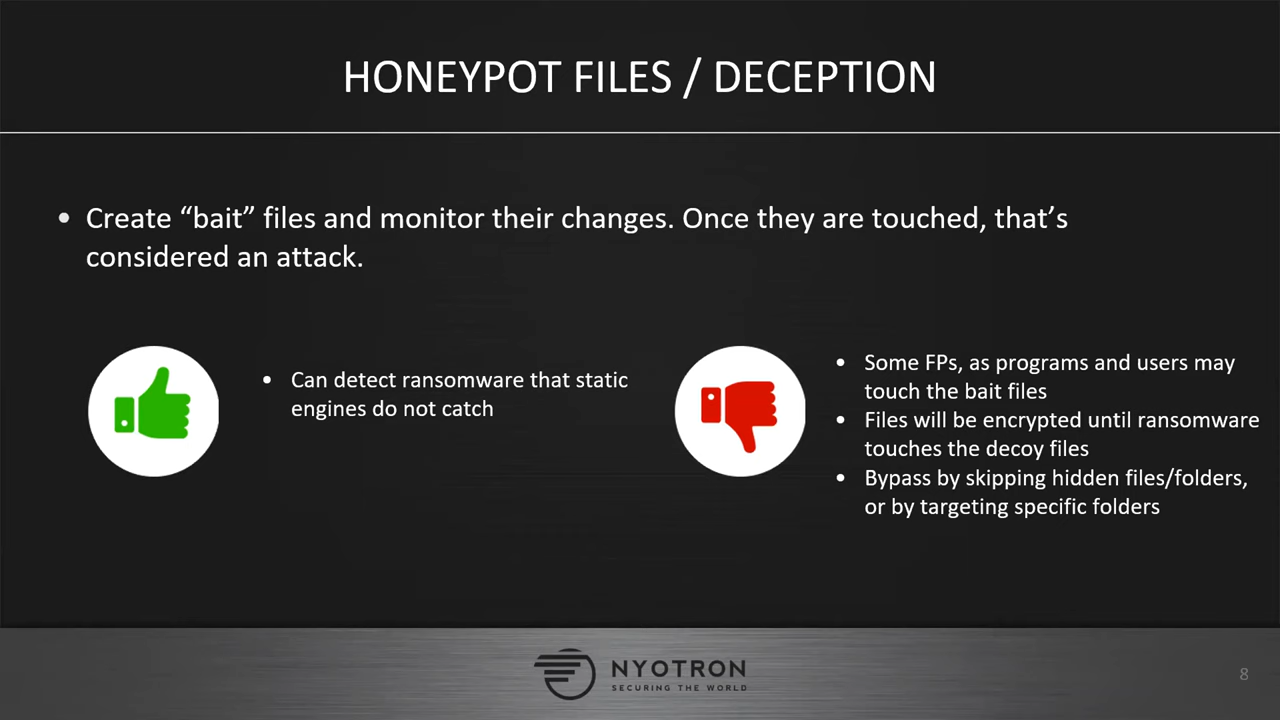 HONEYPOT FILES / DECEPTION
• Create “bait” files and monitor their changes. Once they are touched, that’s
considered an attack.
• Can detect ransomware that static
engines do not catch
• Some FPs, as programs and users may
touch the bait files
• Files will be encrypted until ransomware
touches the decoy files
• Bypass by skipping hidden files/folders,
or by targeting specific folders
NYOTRON
SECURING THE WORLD
8